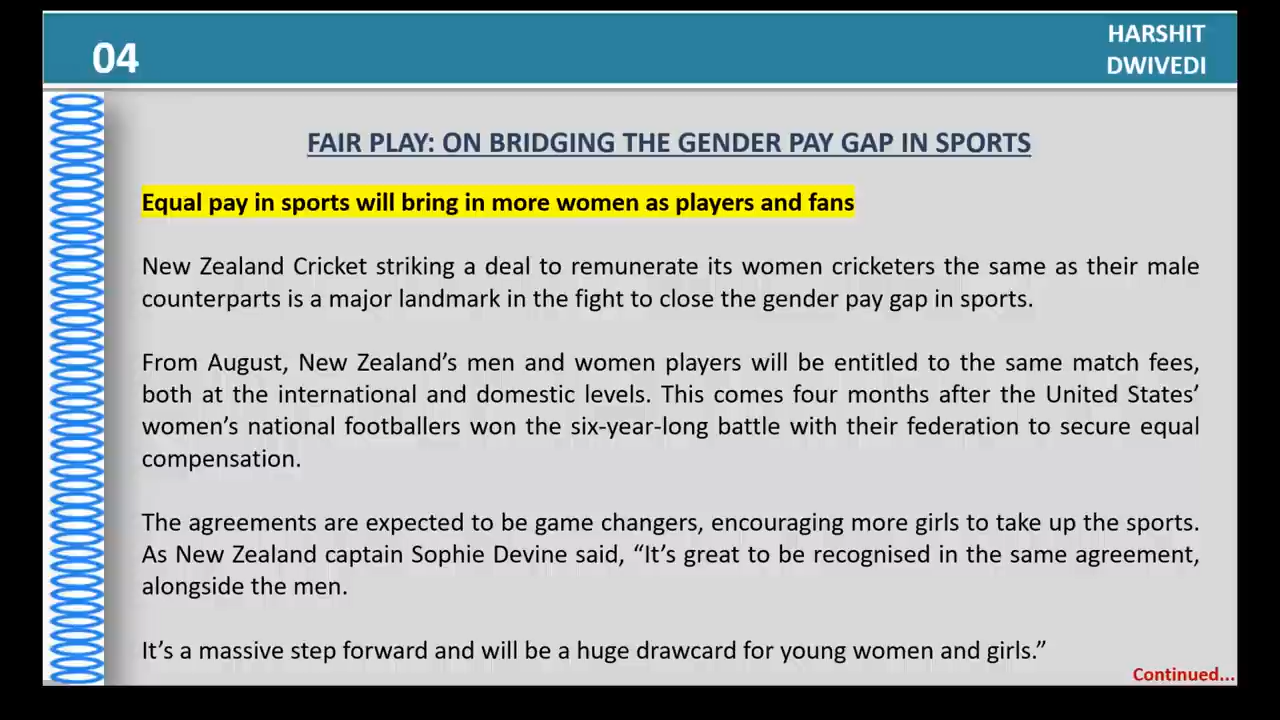 04
HARSHIT
DWIVEDI
FAIR PLAY: ON BRIDGING THE GENDER PAY GAP IN SPORTS
Equal pay in sports will bring in more women as players and fans
New Zealand Cricket striking a deal to remunerate its women cricketers the same as their male
counterparts is a major landmark in the fight to close the gender pay gap in sports.
From August, New Zealand’s men and women players will be entitled to the same match fees,
both at the international and domestic levels. This comes four months after the United States’
women’s national footballers won the six-year-long battle with their federation to secure equal
compensation.
The agreements are expected to be game changers, encouraging more girls to take up the sports.
As New Zealand captain Sophie Devine said, “It’s great to be recognised in the same agreement,
alongside the men.
It’s a massive step forward and will be a huge drawcard for young women and girls.”
Continued...